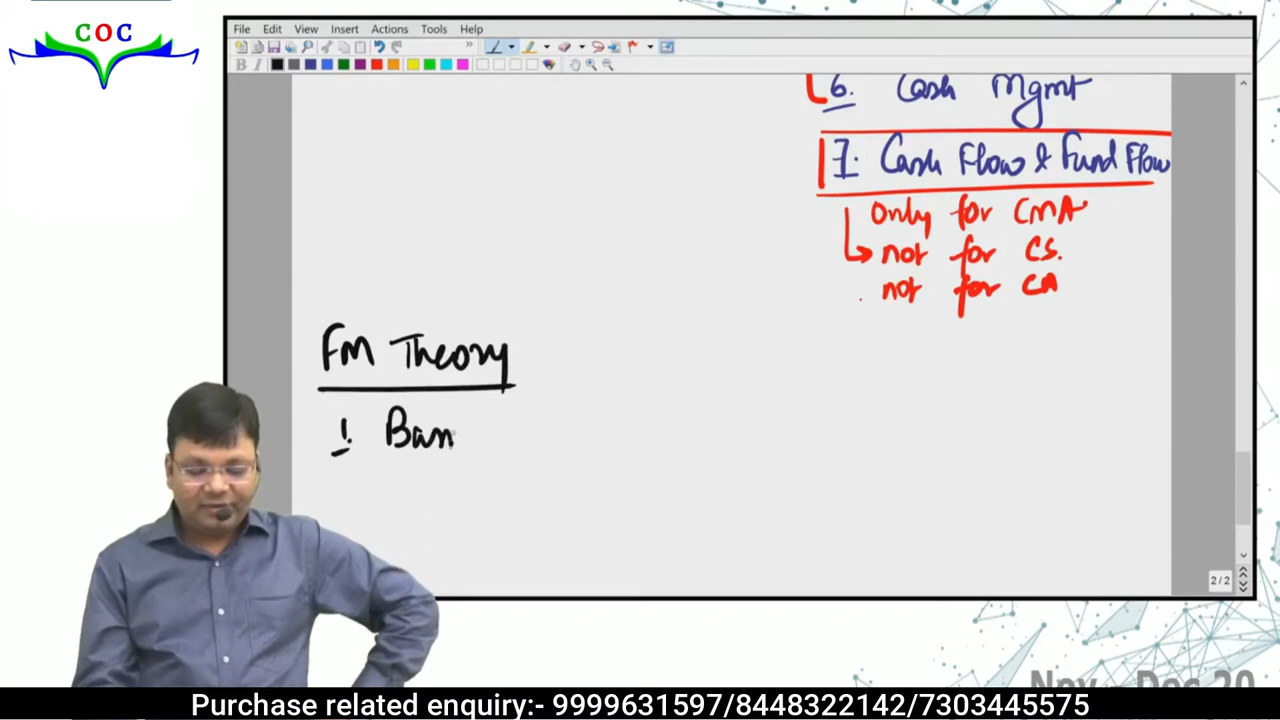 COC
File Edit View Insert Actions Tools Help
6. Cash Mgmt
7. Cash Flow & Fund Flow
Only for CMA
not for CS.
not for CA
FM Theory
1. Ban
2 / 2
Purchase related enquiry:- 9999631597/8448322142/7303445575